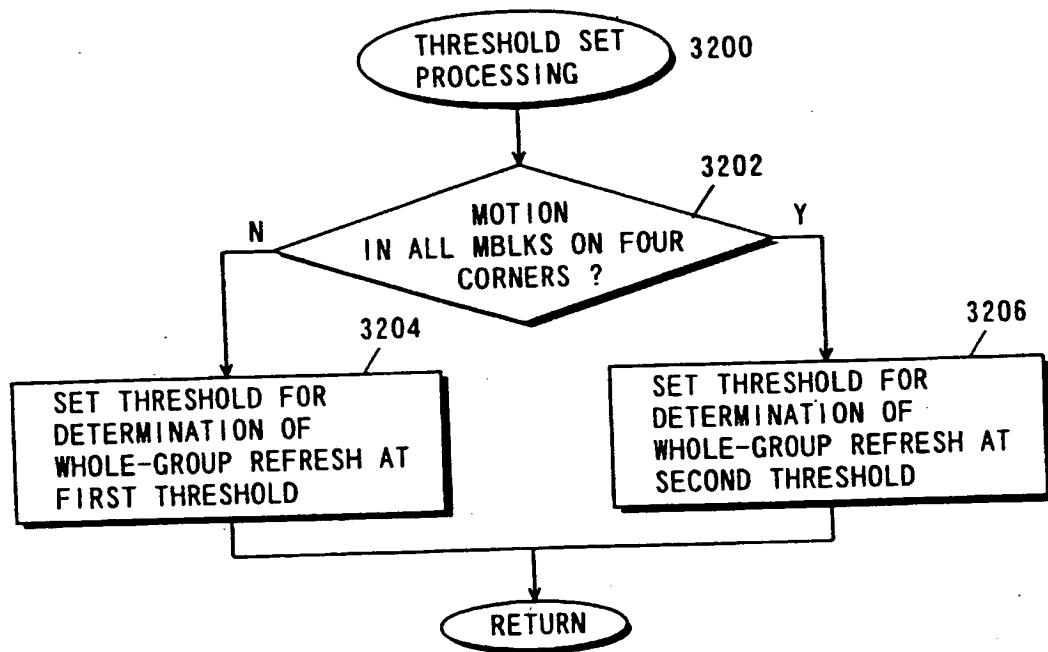 THRESHOLD SET
PROCESSING
3200
3202
MOTION
IN ALL MBLKS ON FOUR
CORNERS ?
N
Y
3204
SET THRESHOLD FOR
DETERMINATION OF
WHOLE-GROUP REFRESH AT
FIRST THRESHOLD
3206
SET THRESHOLD FOR
DETERMINATION OF
WHOLE-GROUP REFRESH AT
SECOND THRESHOLD
RETURN